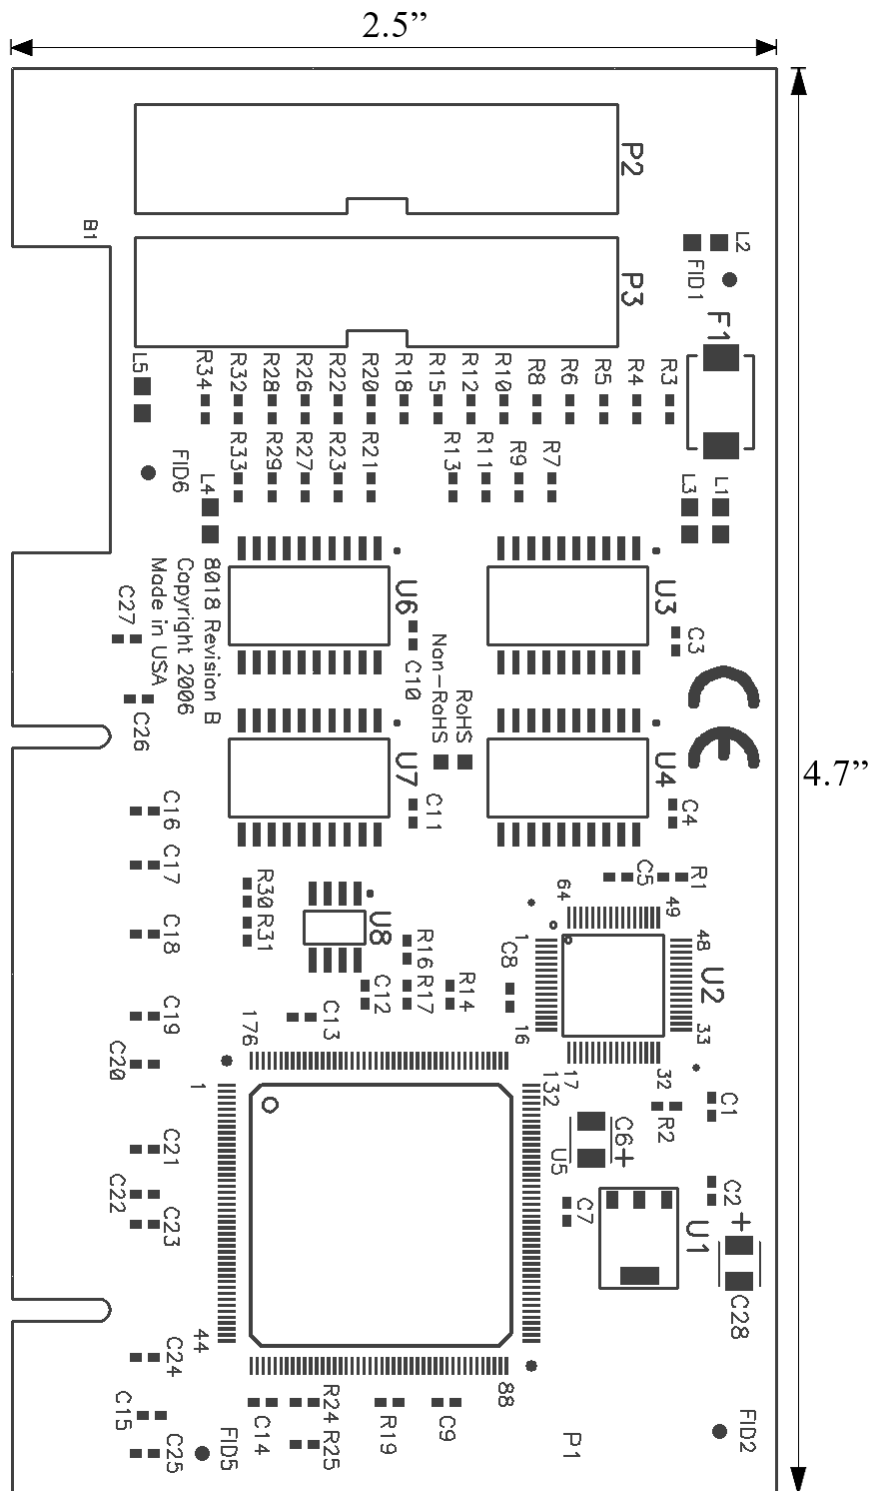 2.5”
P2
B1
L2
P3
FID1
F1
L5
R34
R32
R28
R26
R22
R20
R18
R15
R12
R10
R8
R6
R5
R4
R3
FID6
R33
R29
R27
R23
R21
R13
R11
R9
R7
L4
L3
L1
8018 Revision B
Copyright 2006
Made in USA
C27
U6
C10
Non-RoHS
RoHS
U3
C3
C26
CE
U7
C11
U4
C4
4.7”
C16
C17
C18
C19
C20
R30
R31
U8
C5
R1
64
49
1
48
U2
R16
R17
C12
R14
C8
16
33
C13
176
17
32
132
1
R2
C1
C6+
U5
C21
C22
C23
C7
C2
+
U1
C28
44
C24
88
C15
C25
FID5
C14
R24
R25
R19
C9
P1
FID2